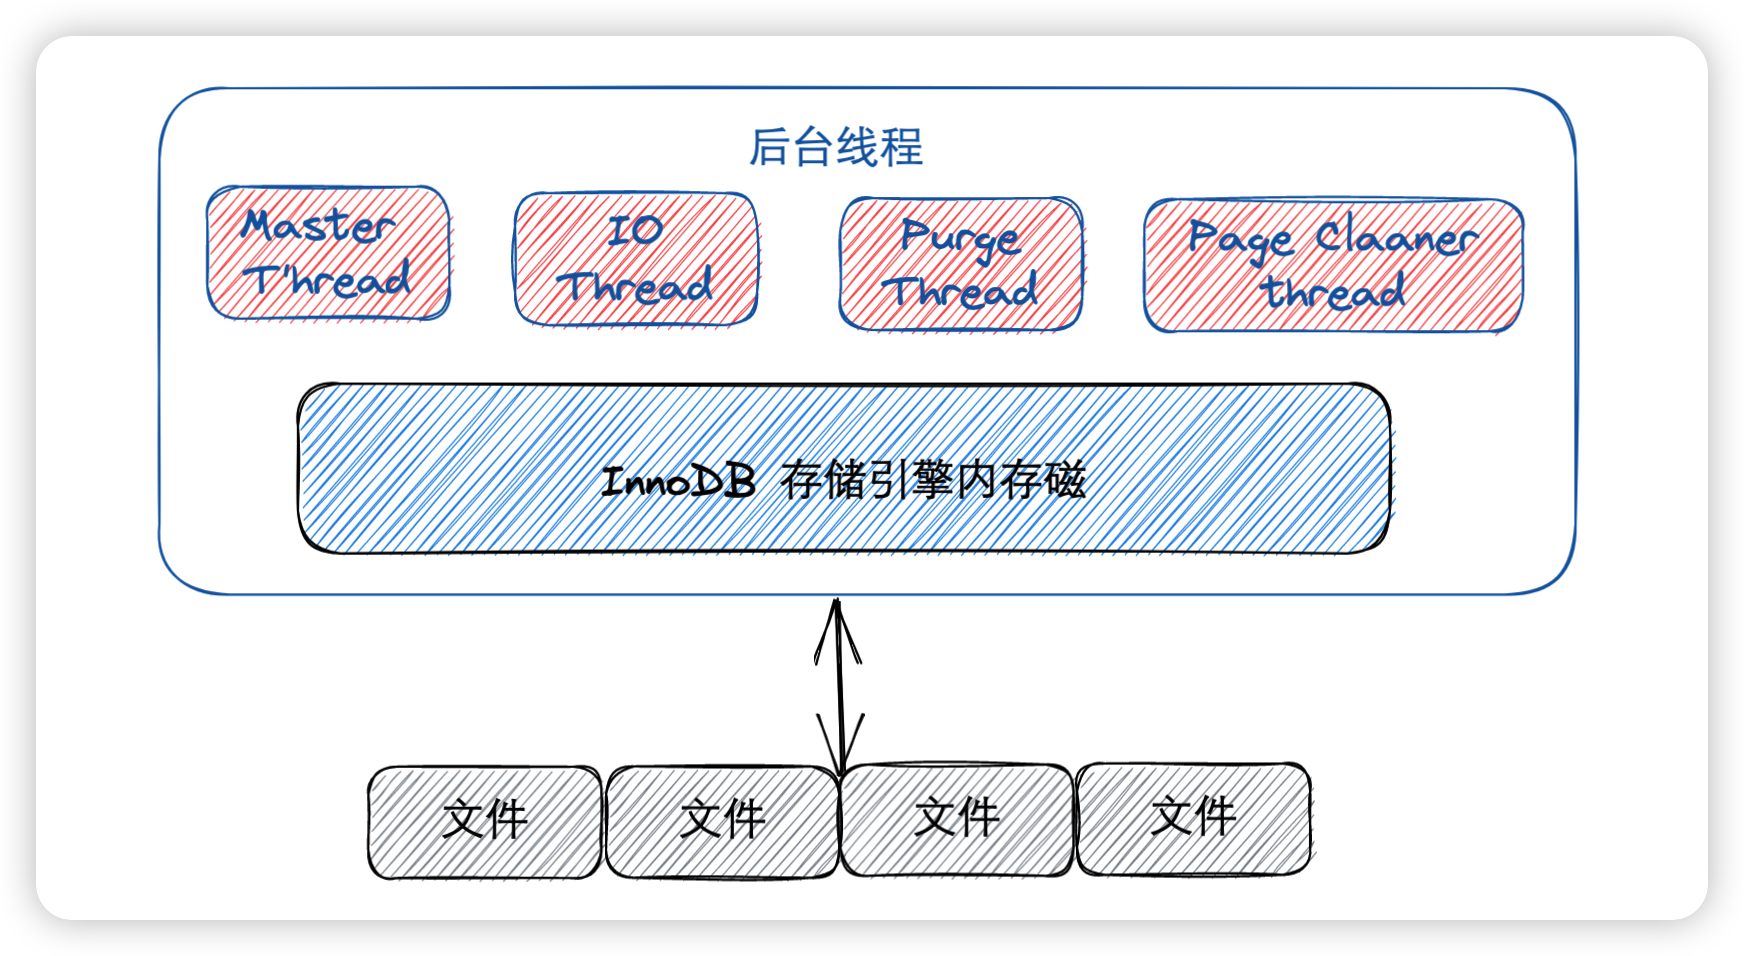 后台线程
Master
T'hread
IO
Thread
Purge
Thread
Page Claaner
thread
InnoDB 存储引擎内存磁
文件
文件
文件
文件